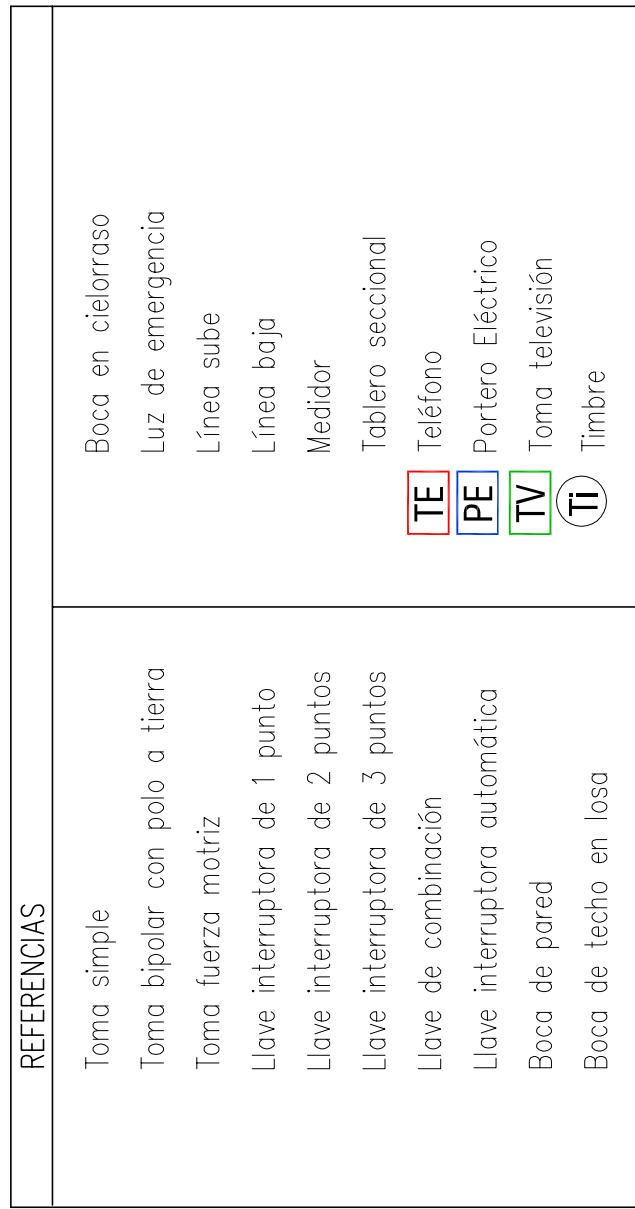 REFERENCIAS
Toma simple
Toma bipolar con polo a tierra
Toma fuerza motriz
Llave interruptora de 1 punto
Llave interruptora de 2 puntos
Llave interruptora de 3 puntos
Llave de combinación
Llave interruptora automática
Boca de pared
Boca de techo en losa
Boca en cielorraso
Luz de emergencia
Línea sube
Línea baja
Medidor
Tablero seccional
TE Teléfono
PE Portero Eléctrico
TV Toma televisión
Ti Timbre